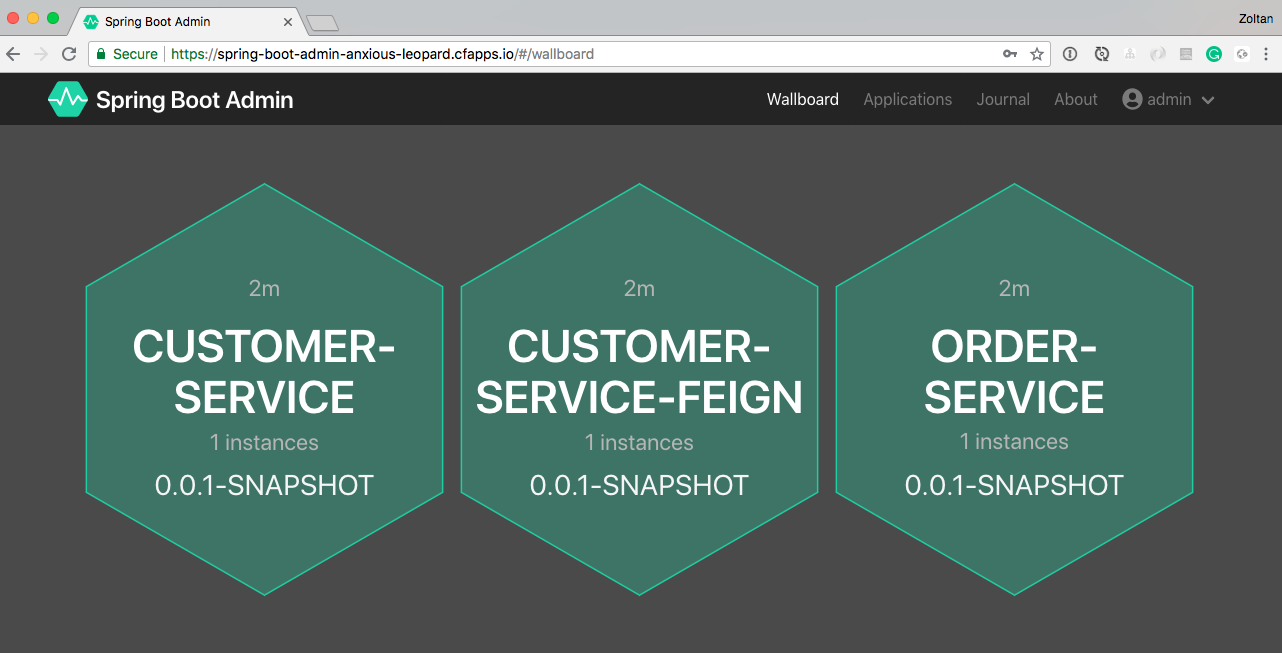 Spring Boot Admin
Zoltan
Secure https://spring-boot-admin-anxious-leopard.cfapps.io/#/wallboard
Spring Boot Admin Wallboard Applications Journal About admin
2m
CUSTOMER-
SERVICE
1 instances
0.0.1-SNAPSHOT
2m
CUSTOMER-
SERVICE-FEIGN
1 instances
0.0.1-SNAPSHOT
2m
ORDER-
SERVICE
1 instances
0.0.1-SNAPSHOT